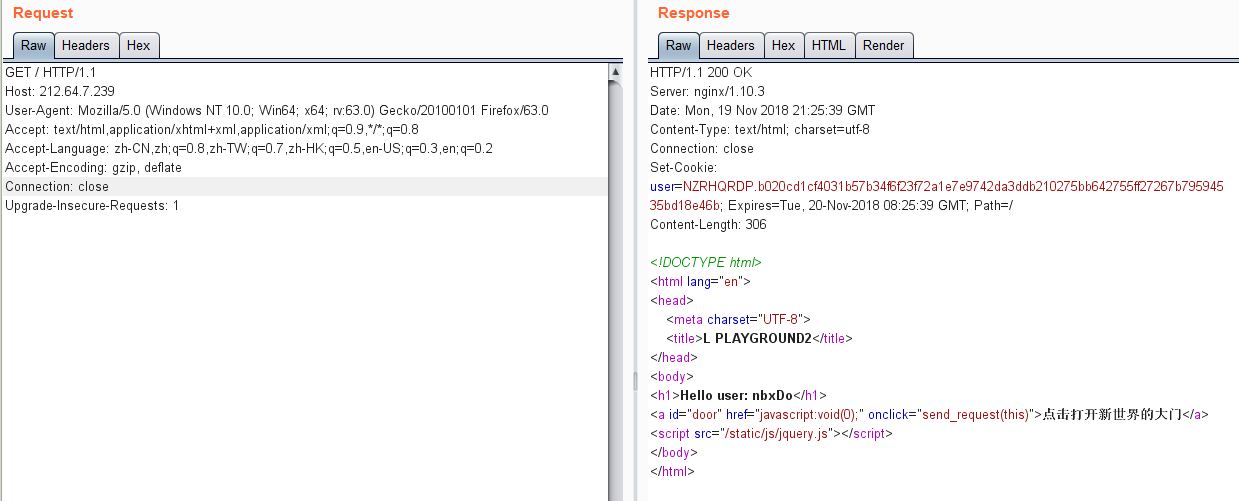 Request
Raw Headers Hex
GET / HTTP/1.1
Host: 212.64.7.239
User-Agent: Mozilla/5.0 (Windows NT 10.0; Win64; x64; rv:63.0) Gecko/20100101 Firefox/63.0
Accept: text/html,application/xhtml+xml,application/xml;q=0.9,*/*;q=0.8
Accept-Language: zh-CN,zh;q=0.8,zh-TW;q=0.7,zh-HK;q=0.5,en-US;q=0.3,en;q=0.2
Accept-Encoding: gzip, deflate
Connection: close
Upgrade-Insecure-Requests: 1
Response
Raw Headers Hex HTML Render
HTTP/1.1 200 OK
Server: nginx/1.10.3
Date: Mon, 19 Nov 2018 21:25:39 GMT
Content-Type: text/html; charset=utf-8
Connection: close
Set-Cookie:
user=NZRHQRDP.b020cd1cf4031b57b34f6f23f72a1e7e9742da3ddb210275bb642755ff27267b795945
35bd18e46b; Expires=Tue, 20-Nov-2018 08:25:39 GMT; Path=/
Content-Length: 306
<!DOCTYPE html>
<html lang="en">
<head>
<meta charset="UTF-8">
<title>L PLAYGROUND2</title>
</head>
<body>
<h1>Hello user: nbxDo</h1>
<a id="door" href="javascript:void(0);" onclick="send_request(this)">点击打开新世界的大门</a>
<script src="/static/js/jquery.js"></script>
</body>
</html>